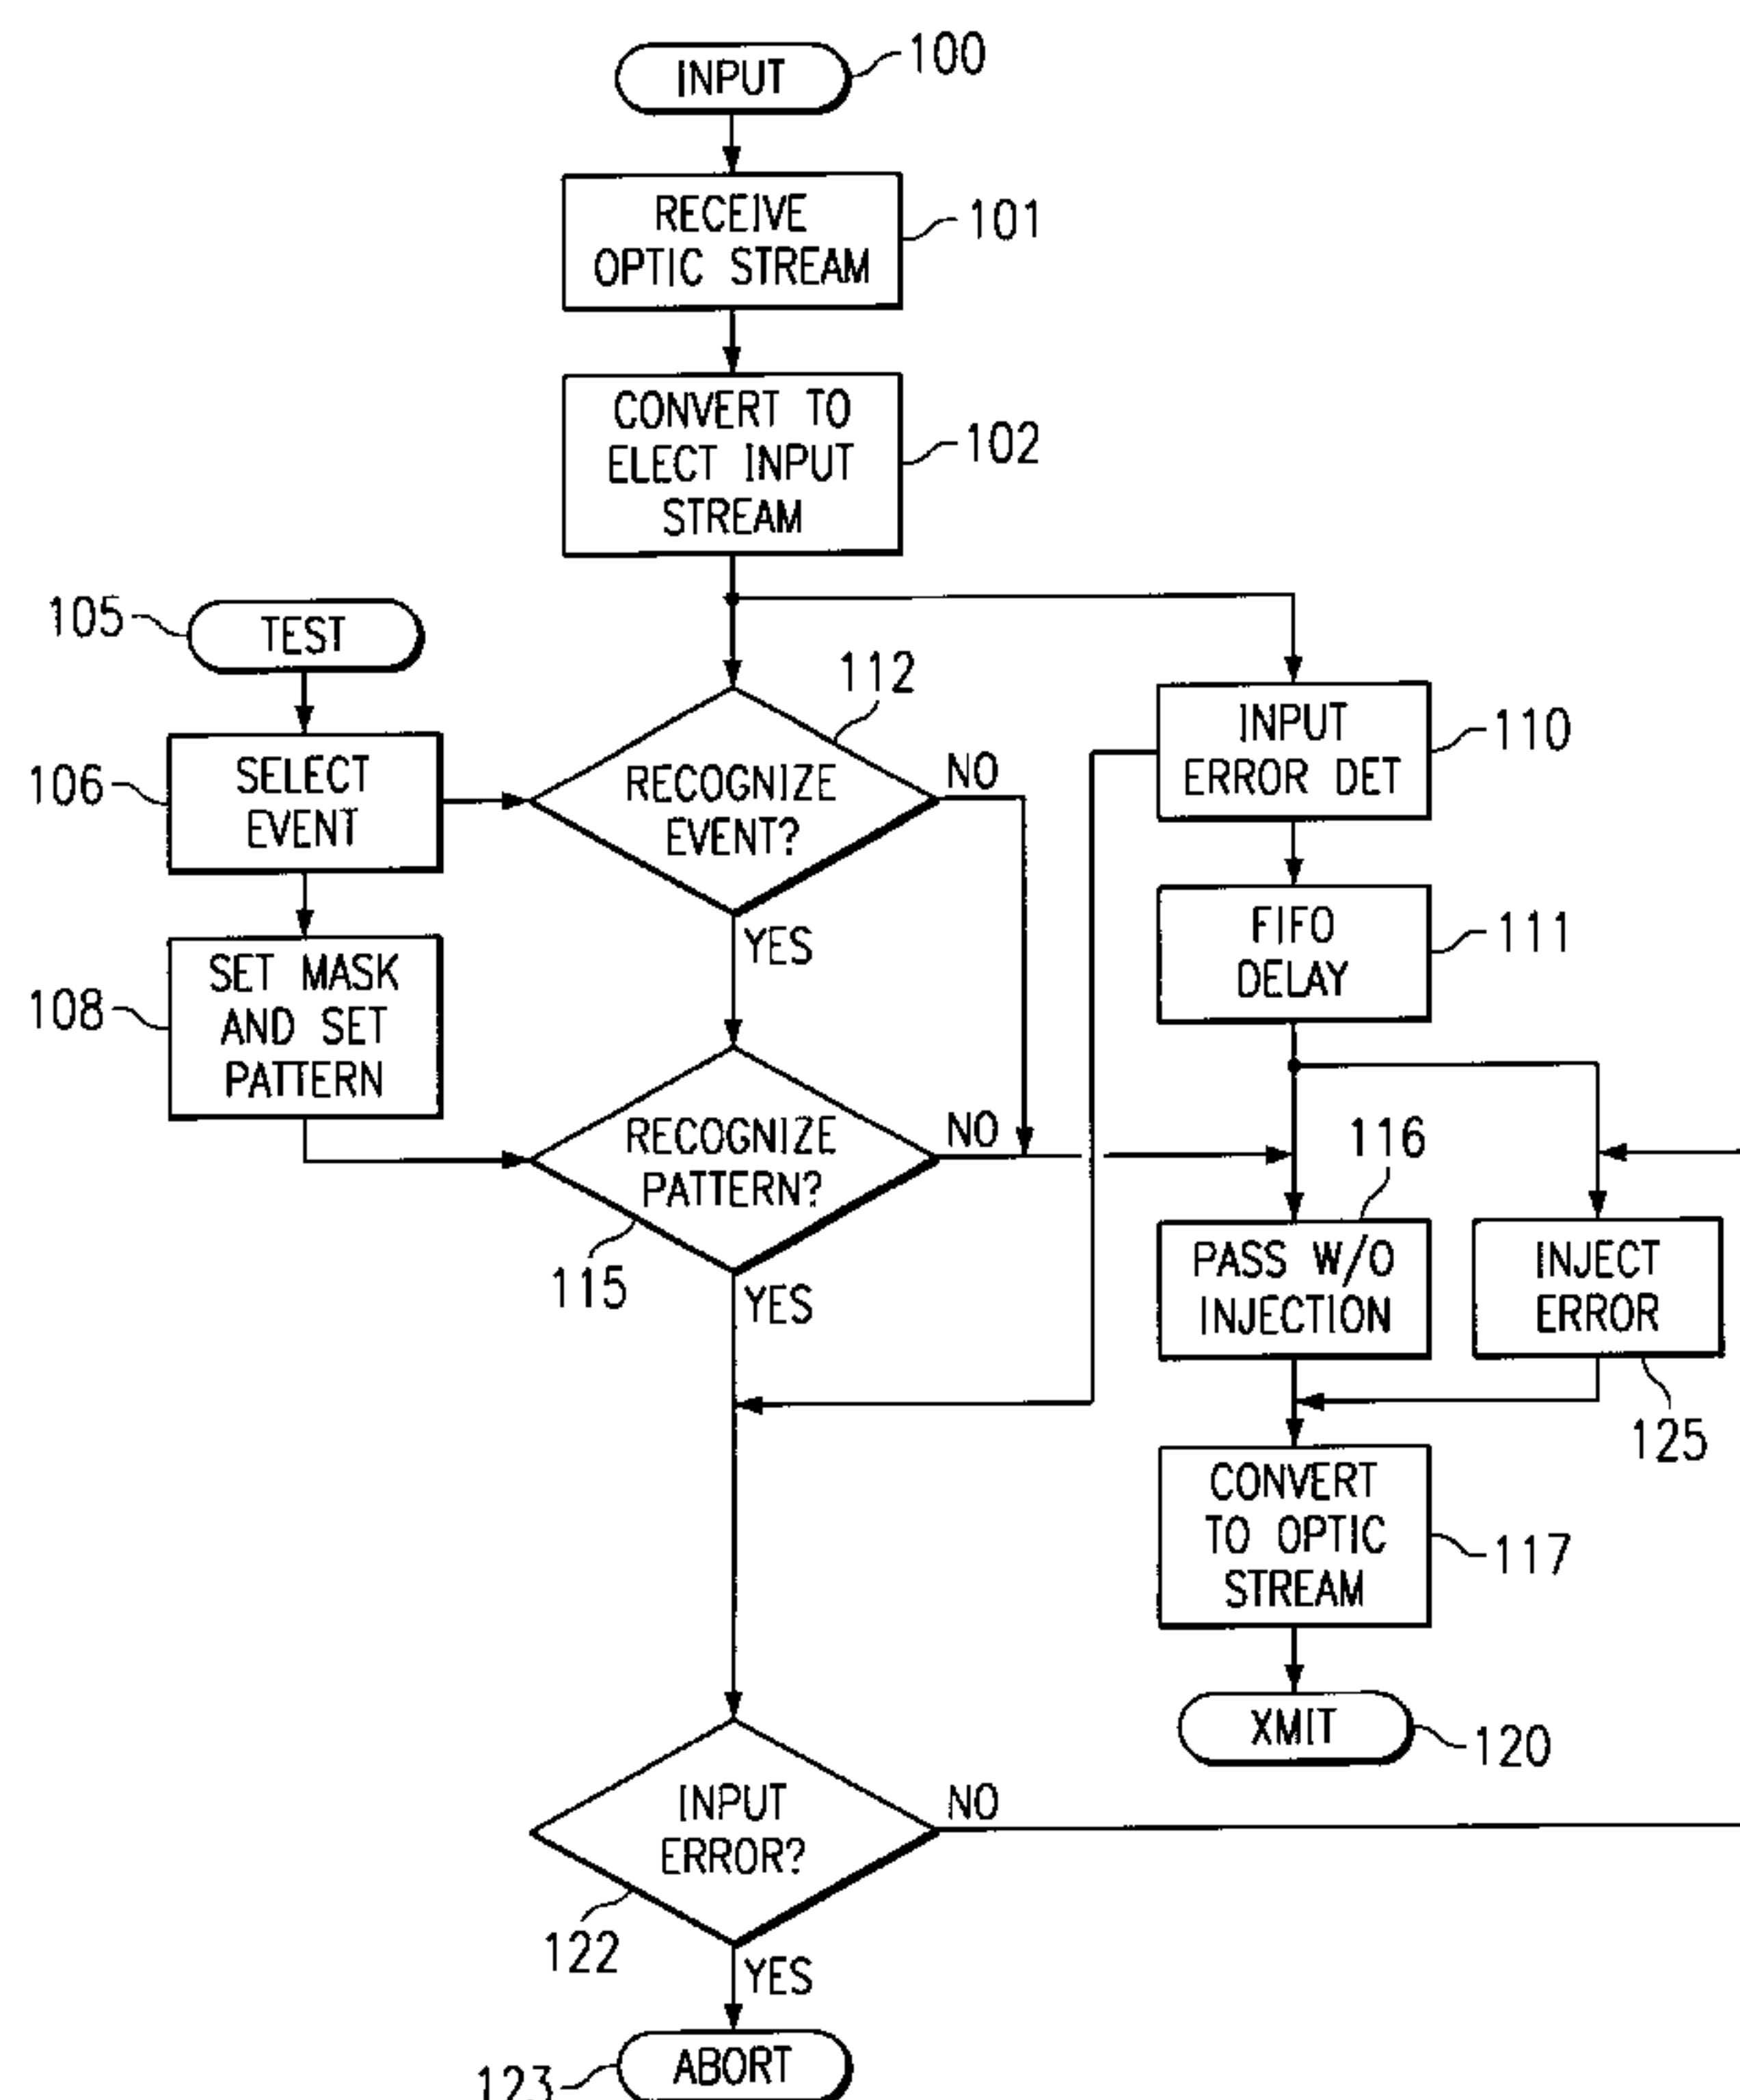 INPUT
100
RECEIVE
OPTIC STREAM
101
CONVERT TO
ELECT INPUT
STREAM
102
105
TEST
112
106
SELECT
EVENT
RECOGNIZE
EVENT?
NO
YES
INPUT
ERROR DET
110
FIFO
DELAY
111
108
SET MASK
AND SET
PATTERN
RECOGNIZE
PATTERN?
NO
115
YES
116
PASS W/O
INJECTION
INJECT
ERROR
125
CONVERT
TO OPTIC
STREAM
117
XMIT
120
INPUT
ERROR?
NO
122
YES
ABORT
123